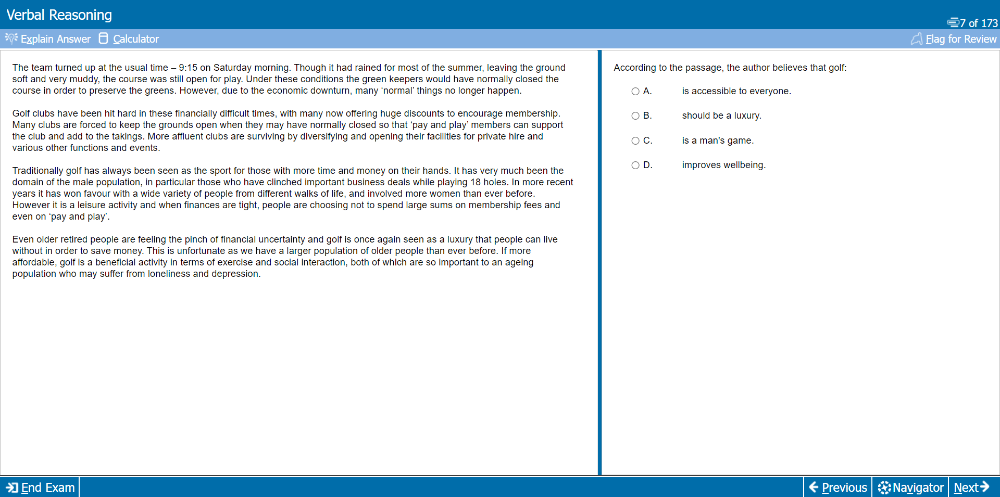 Verbal Reasoning
7 of 173
Explain Answer Calculator
Flag for Review
The team turned up at the usual time – 9:15 on Saturday morning. Though it had rained for most of the summer, leaving the ground
soft and very muddy, the course was still open for play. Under these conditions the green keepers would have normally closed the
course in order to preserve the greens. However, due to the economic downturn, many ‘normal’ things no longer happen.
Golf clubs have been hit hard in these financially difficult times, with many now offering huge discounts to encourage membership.
Many clubs are forced to keep the grounds open when they may have normally closed so that ‘pay and play’ members can support
the club and add to the takings. More affluent clubs are surviving by diversifying and opening their facilities for private hire and
various other functions and events.
Traditionally golf has always been seen as the sport for those with more time and money on their hands. It has very much been the
domain of the male population, in particular those who have clinched important business deals while playing 18 holes. In more recent
years it has won favour with a wide variety of people from different walks of life, and involved more women than ever before.
However it is a leisure activity and when finances are tight, people are choosing not to spend large sums on membership fees and
even on ‘pay and play’.
Even older retired people are feeling the pinch of financial uncertainty and golf is once again seen as a luxury that people can live
without in order to save money. This is unfortunate as we have a larger population of older people than ever before. If more
affordable, golf is a beneficial activity in terms of exercise and social interaction, both of which are so important to an ageing
population who may suffer from loneliness and depression.
According to the passage, the author believes that golf:
A. is accessible to everyone.
B. should be a luxury.
C. is a man's game.
D. improves wellbeing.
End Exam
Previous Navigator Next